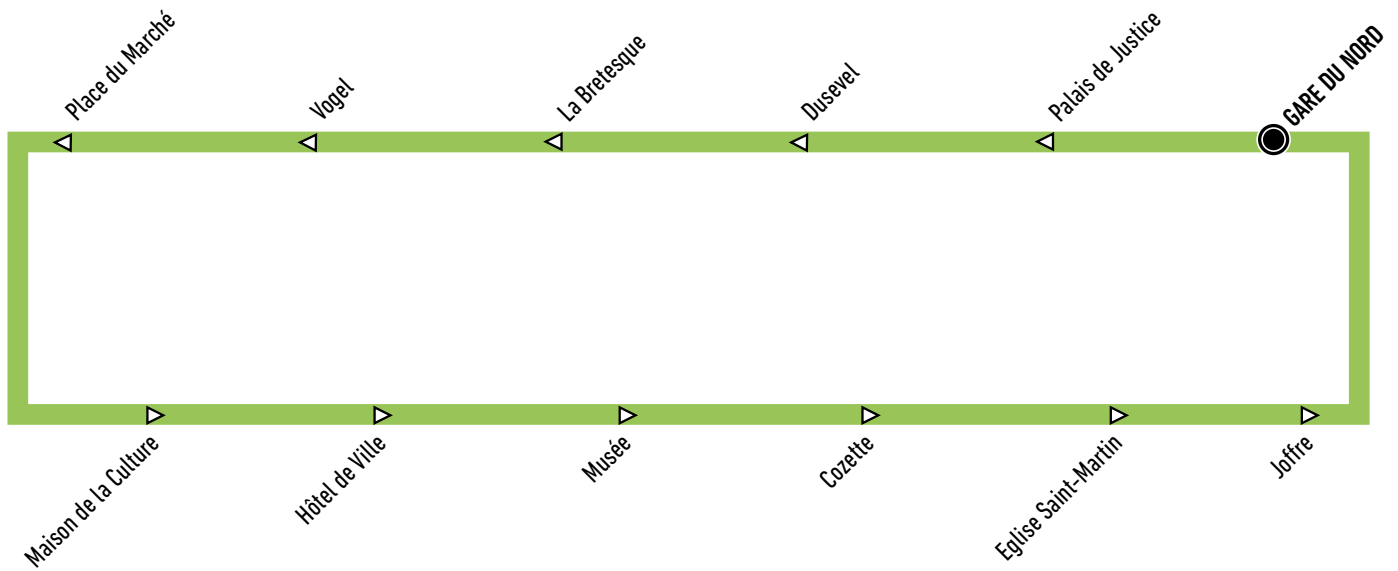 Place du Marché
Vogel
La Bretesque
Dusevel
Palais de Justice
GARE DU NORD
Maison de la Culture
Hôtel de Ville
Musée
Cozette
Eglise Saint-Martin
Joffre